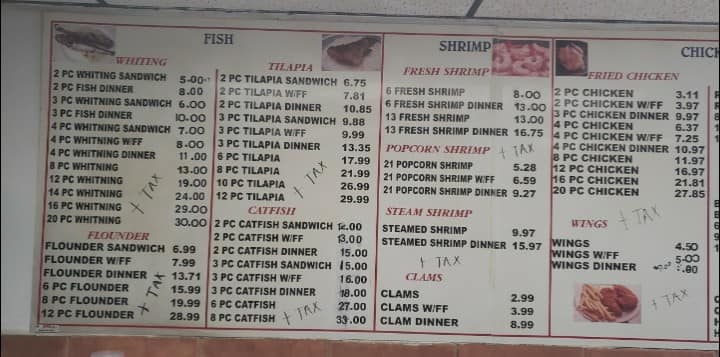 FISH
WHITING
2 PC WHITING SANDWICH 5.00
2 PC FISH DINNER 8.00
3 PC WHITNING SANDWICH 6.00
3 PC FISH DINNER 10.00
4 PC WHITNING SANDWICH 7.00
4 PC WHITNING W/FF 8.00
4 PC WHITNING DINNER 11.00
8 PC WHITNING 13.00
12 PC WHITNING 19.00
14 PC WHITNING 24.00
16 PC WHITNING 29.00
20 PC WHITNING 30.00
+ TAX
FLOUNDER
FLOUNDER SANDWICH 6.99
FLOUNDER W/FF 7.99
FLOUNDER DINNER 13.71
6 PC FLOUNDER 15.99
8 PC FLOUNDER 19.99
12 PC FLOUNDER 28.99
+ TAX
TILAPIA
2 PC TILAPIA SANDWICH 6.75
2 PC TILAPIA W/FF 7.81
2 PC TILAPIA DINNER 10.85
3 PC TILAPIA SANDWICH 9.88
3 PC TILAPIA W/FF 9.99
3 PC TILAPIA DINNER 13.35
6 PC TILAPIA 17.99
8 PC TILAPIA 21.99
10 PC TILAPIA 26.99
12 PC TILAPIA 29.99
+ TAX
CATFISH
2 PC CATFISH SANDWICH 12.00
2 PC CATFISH W/FF 13.00
2 PC CATFISH DINNER 15.00
3 PC CATFISH SANDWICH 15.00
3 PC CATFISH W/FF 16.00
3 PC CATFISH DINNER 18.00
6 PC CATFISH 27.00
8 PC CATFISH 33.00
+ TAX
SHRIMP
FRESH SHRIMP
6 FRESH SHRIMP 8.00
6 FRESH SHRIMP DINNER 13.00
13 FRESH SHRIMP 13.00
13 FRESH SHRIMP DINNER 16.75
POPCORN SHRIMP + TAX
21 POPCORN SHRIMP 5.28
21 POPCORN SHRIMP W/FF 6.59
21 POPCORN SHRIMP DINNER 9.27
STEAM SHRIMP
STEAMED SHRIMP 9.97
STEAMED SHRIMP DINNER 15.97
+ TAX
CLAMS
CLAMS 2.99
CLAMS W/FF 3.99
CLAM DINNER 8.99
CHICK
FRIED CHICKEN
2 PC CHICKEN 3.11
2 PC CHICKEN W/FF 3.97
3 PC CHICKEN DINNER 9.97
4 PC CHICKEN 6.37
4 PC CHICKEN W/FF 7.25
4 PC CHICKEN DINNER 10.97
8 PC CHICKEN 11.97
12 PC CHICKEN 16.97
16 PC CHICKEN 21.81
20 PC CHICKEN 27.85
WINGS + TAX
WINGS 4.50
WINGS W/FF 5.00
WINGS DINNER
+ TAX